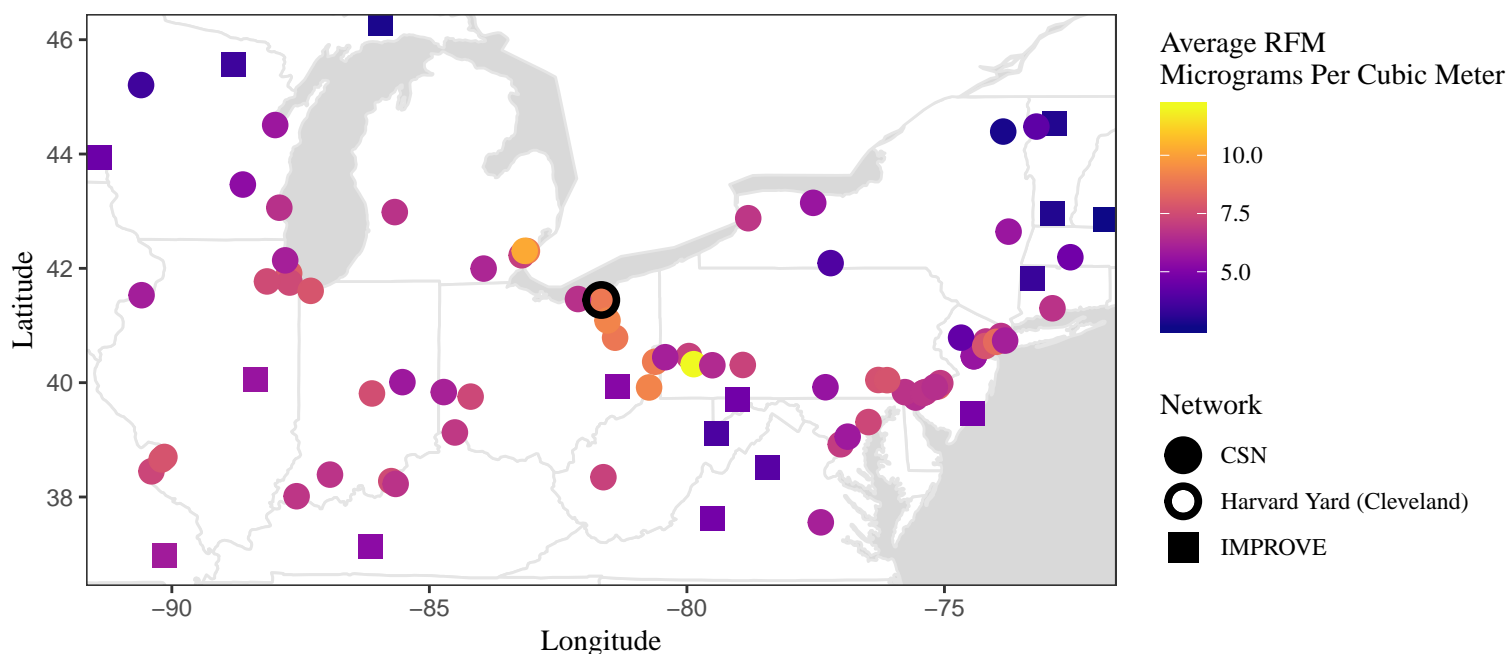 46
44
42
40
38
Latitude
−90
−85
−80
−75
Longitude
Average RFM
Micrograms Per Cubic Meter
10.0
7.5
5.0
Network
CSN
Harvard Yard (Cleveland)
IMPROVE